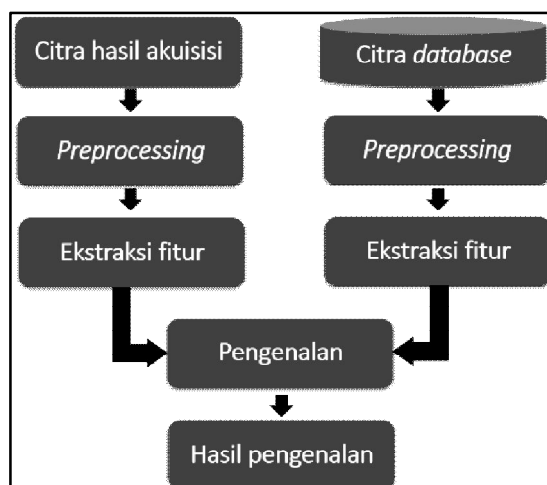 Citra hasil akuisisi
Citra database
Preprocessing
Preprocessing
Ekstraksi fitur
Ekstraksi fitur
Pengenalan
Hasil pengenalan